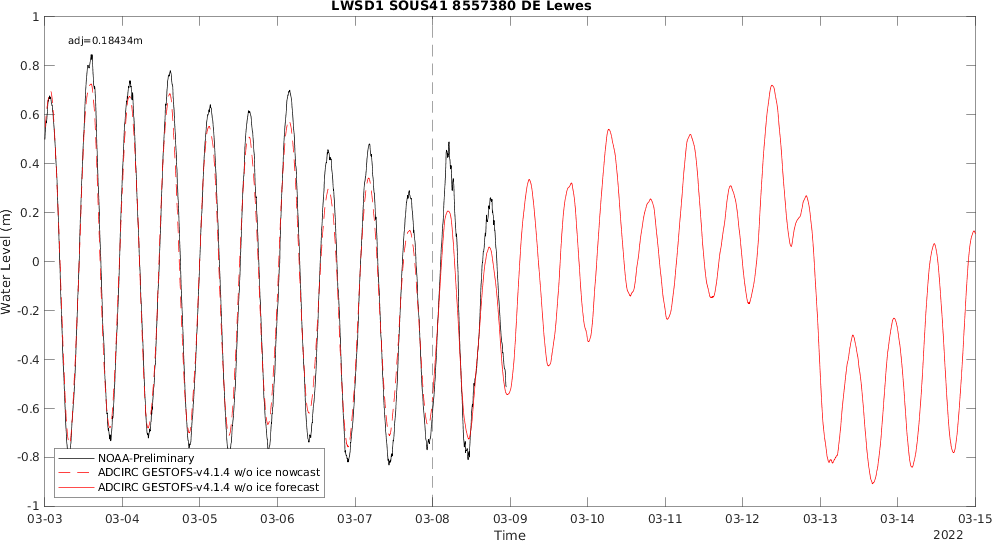 LWSD1 SOUS41 8557380 DE Lewes
adj=0.18434m
1
0.8
0.6
0.4
0.2
0
-0.2
-0.4
-0.6
-0.8
-1
Water Level (m)
NOAA-Preliminary
ADCIRC GESTOFS-v4.1.4 w/o ice nowcast
ADCIRC GESTOFS-v4.1.4 w/o ice forecast
03-03 03-04 03-05 03-06 03-07 03-08 03-09 03-10 03-11 03-12 03-13 03-14 03-15
Time
2022